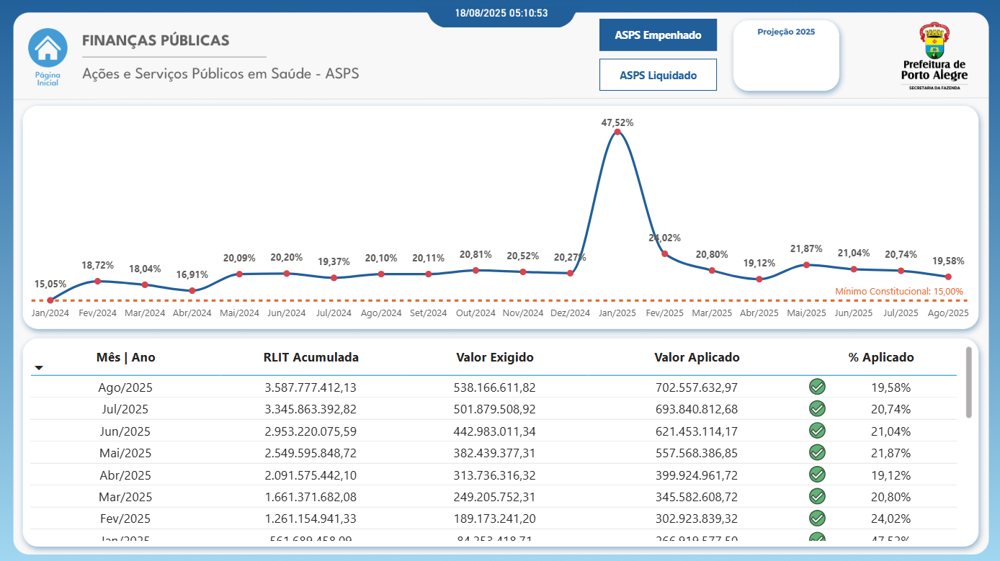 18/08/2025 05:10:53
Página
Inicial
FINANÇAS PÚBLICAS
Ações e Serviços Públicos em Saúde - ASPS
ASPS Empenhado
ASPS Liquidado
Projeção 2025
Prefeitura de
Porto Alegre
SECRETARIA DA FAZENDA
47,52%
24,02%
15,05% 18,72% 18,04% 16,91% 20,09% 20,20% 19,37% 20,10% 20,11% 20,81% 20,52% 20,27% 20,80% 19,12% 21,87% 21,04% 20,74% 19,58%
Mínimo Constitucional: 15,00%
Jan/2024 Fev/2024 Mar/2024 Abr/2024 Mai/2024 Jun/2024 Jul/2024 Ago/2024 Set/2024 Out/2024 Nov/2024 Dez/2024 Jan/2025 Fev/2025 Mar/2025 Abr/2025 Mai/2025 Jun/2025 Jul/2025 Ago/2025
Mês | Ano RLIT Acumulada Valor Exigido Valor Aplicado % Aplicado
Ago/2025 3.587.777.412,13 538.166.611,82 702.557.632,97 19,58%
Jul/2025 3.345.863.392,82 501.879.508,92 693.840.812,68 20,74%
Jun/2025 2.953.220.075,59 442.983.011,34 621.453.114,17 21,04%
Mai/2025 2.549.595.848,72 382.439.377,31 557.568.386,85 21,87%
Abr/2025 2.091.575.442,10 313.736.316,32 399.924.961,72 19,12%
Mar/2025 1.661.371.682,08 249.205.752,31 345.582.608,72 20,80%
Fev/2025 1.261.154.941,33 189.173.241,20 302.923.839,32 24,02%
Jan/2025 561.689.458,09 84.253.418,71 266.919.577,50 47,52%